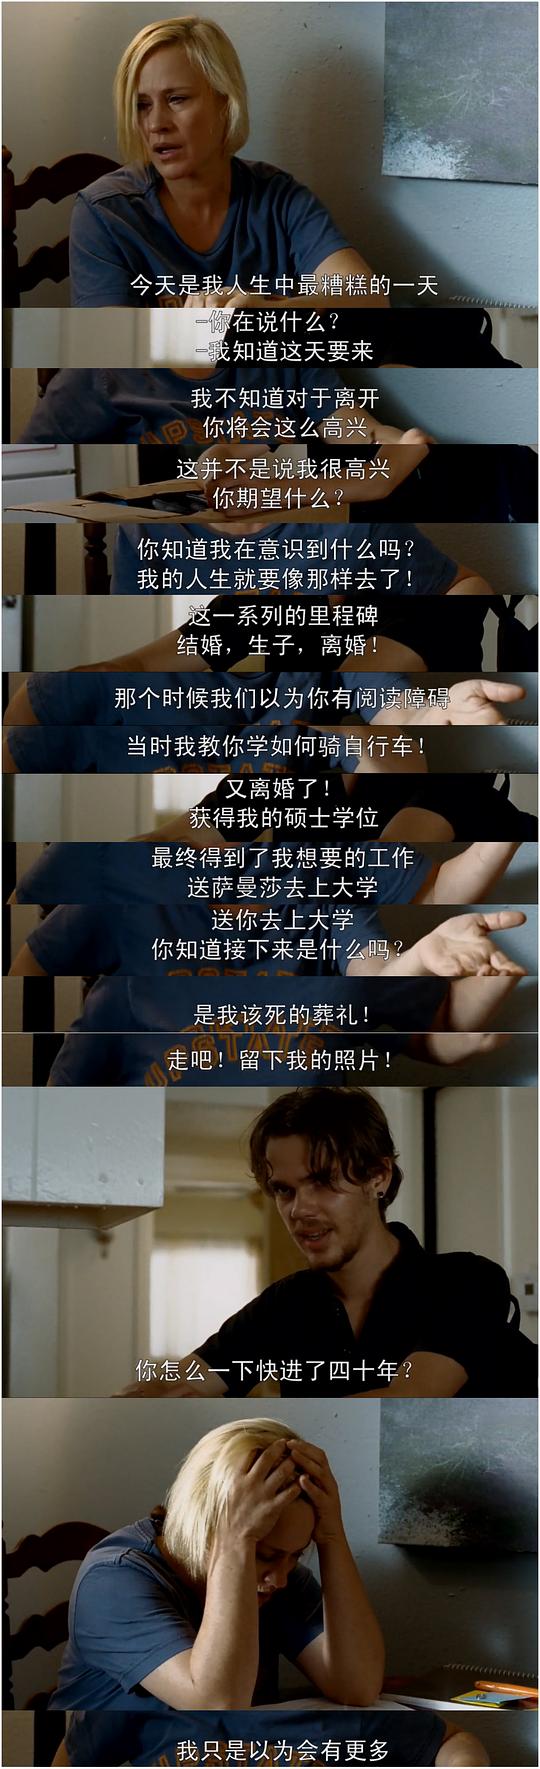 今天是我人生中最糟糕的一天
-你在说什么？
-我知道这天要来
我不知道对于离开
你将会这么高兴
这并不是说我很高兴
你期望什么？
你知道我在意识到什么吗？
我的人生就要像那样去了！
这一系列的里程碑
结婚，生子，离婚！
那个时候我们以为你有阅读障碍
当时我教你学如何骑自行车！
又离婚了！
获得我的硕士学位
最终得到了我想要的工作
送萨曼莎去上大学
送你去上大学
你知道接下来是什么吗？
是我该死的葬礼！
走吧！留下我的照片！
UPSTATE
你怎么一下快进了四十年？
我只是以为会有更多